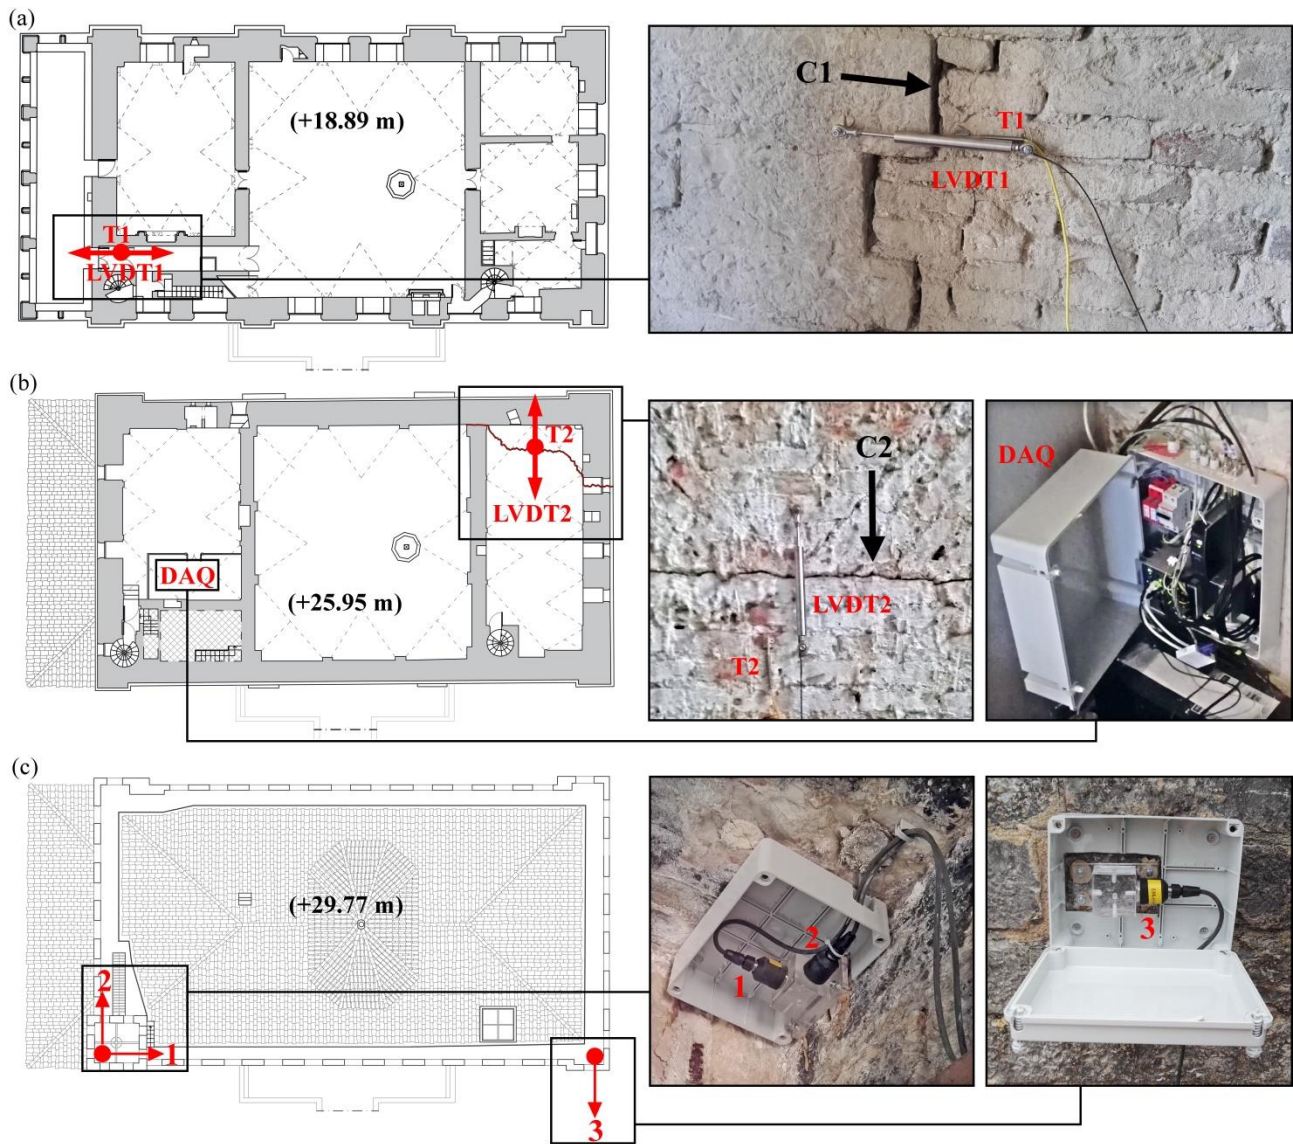 (a)
(+18.89 m)
T1
LVDT1
C1
T1
LVDT1
(b)
T2
LVDT2
DAQ
(+25.95 m)
C2
LVDT2
T2
DAQ
(c)
(+29.77 m)
2
1
3
2
1
3